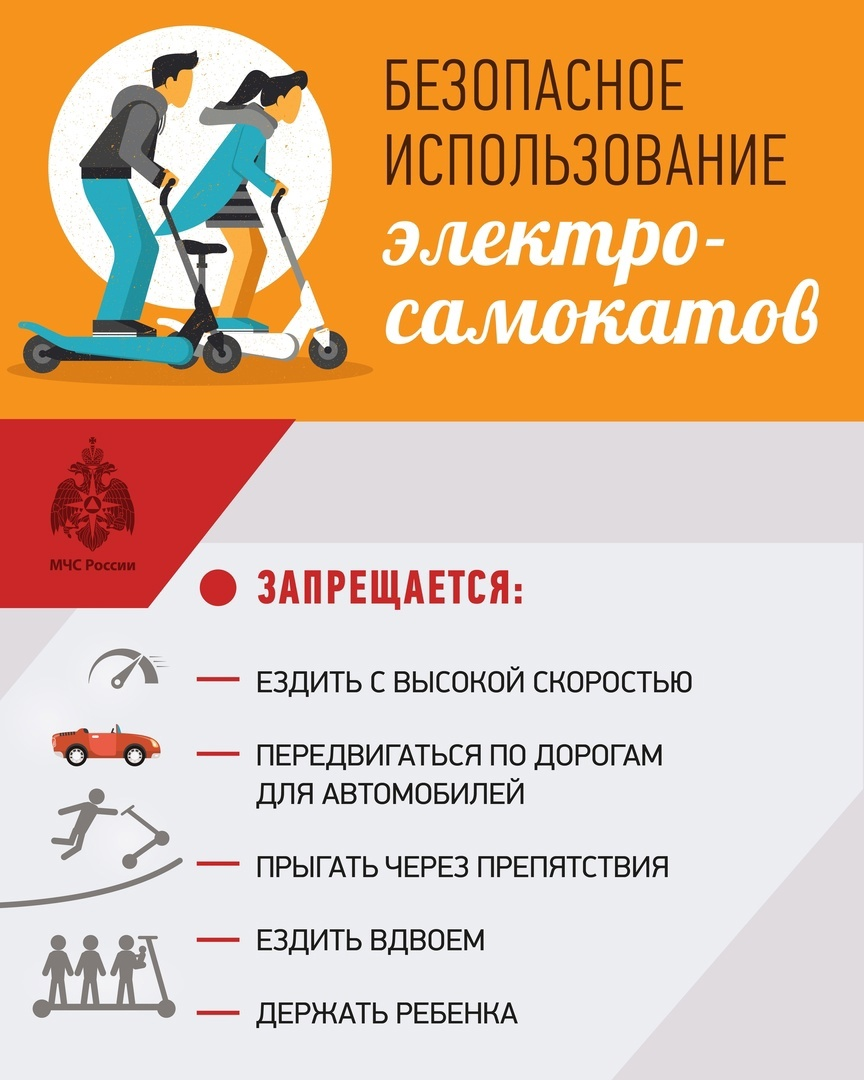 БЕЗОПАСНОЕ
ИСПОЛЬЗОВАНИЕ
электро-
самокатов
МЧС России
ЗАПРЕЩАЕТСЯ:
ЕЗДИТЬ С ВЫСОКОЙ СКОРОСТЬЮ
ПЕРЕДВИГАТЬСЯ ПО ДОРОГАМ
ДЛЯ АВТОМОБИЛЕЙ
ПРЫГАТЬ ЧЕРЕЗ ПРЕПЯТСТВИЯ
ЕЗДИТЬ ВДВОЕМ
ДЕРЖАТЬ РЕБЕНКА